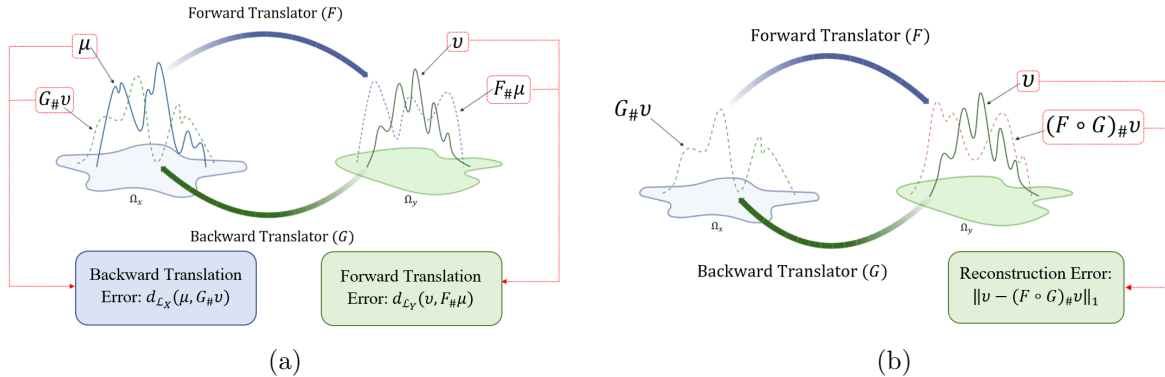 Forward Translator (F)
μ
υ
G#υ
F#μ
Ωx
Ωy
Backward Translator (G)
Backward Translation
Error: dℒX(μ, G#υ)
Forward Translation
Error: dℒY(υ, F#μ)
(a)
Forward Translator (F)
υ
G#υ
(F ∘ G)#υ
Ωx
Ωy
Backward Translator (G)
Reconstruction Error:
‖υ − (F ∘ G)#υ‖1
(b)